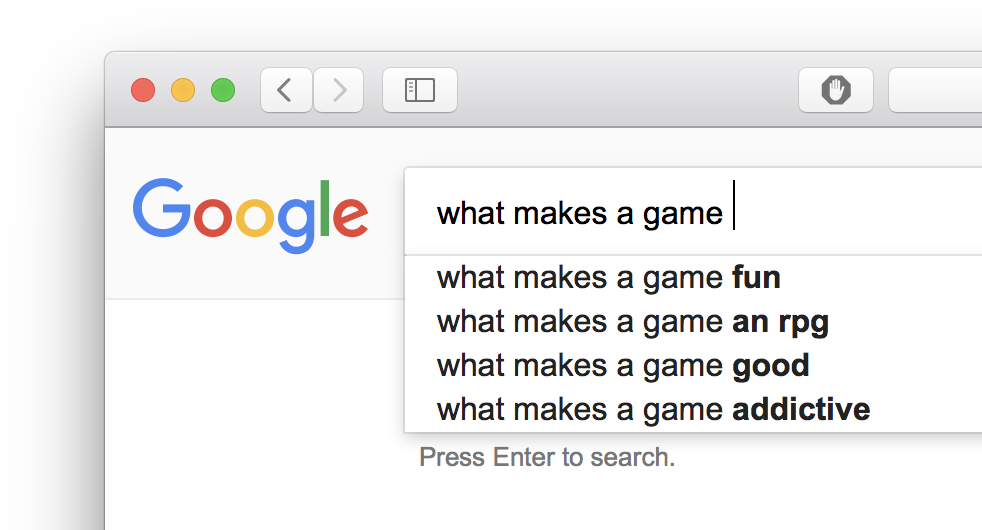 Google
what makes a game
what makes a game fun
what makes a game an rpg
what makes a game good
what makes a game addictive
Press Enter to search.